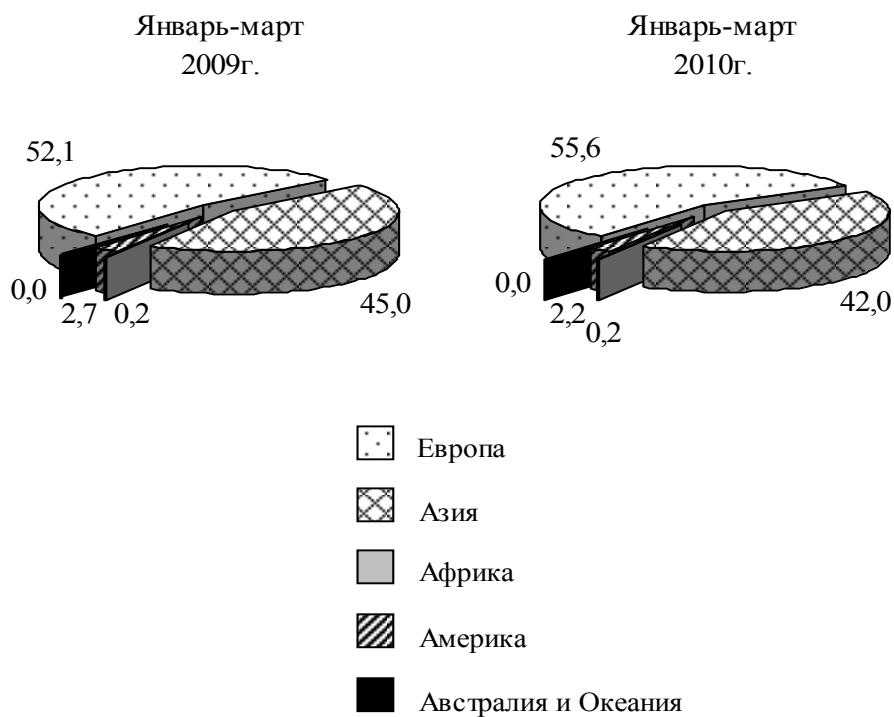 Январь-март
2009г.
Январь-март
2010г.
52,1
0,0
2,7
0,2
45,0
55,6
0,0
2,2
0,2
42,0
Европа
Азия
Африка
Америка
Австралия и Океания